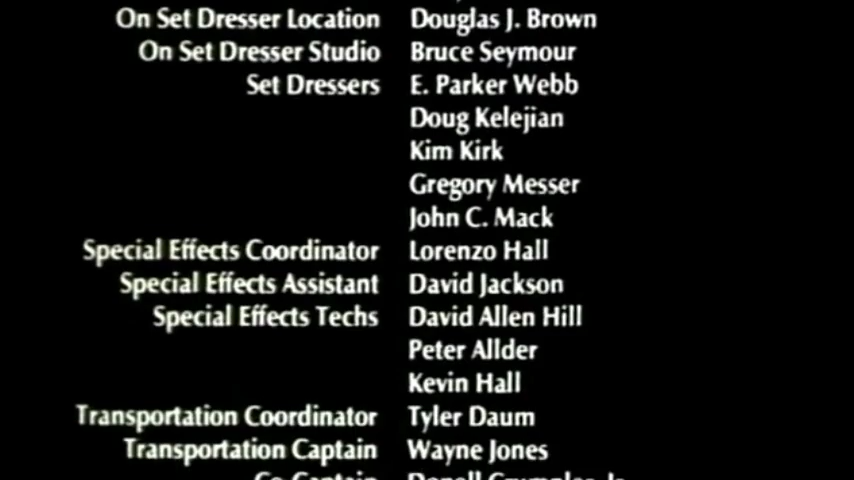 On Set Dresser Location Douglas J. Brown
On Set Dresser Studio Bruce Seymour
Set Dressers E. Parker Webb
Doug Kelejian
Kim Kirk
Gregory Messer
John C. Mack
Special Effects Coordinator Lorenzo Hall
Special Effects Assistant David Jackson
Special Effects Techs David Allen Hill
Peter Allder
Kevin Hall
Transportation Coordinator Tyler Daum
Transportation Captain Wayne Jones
Co-Captain